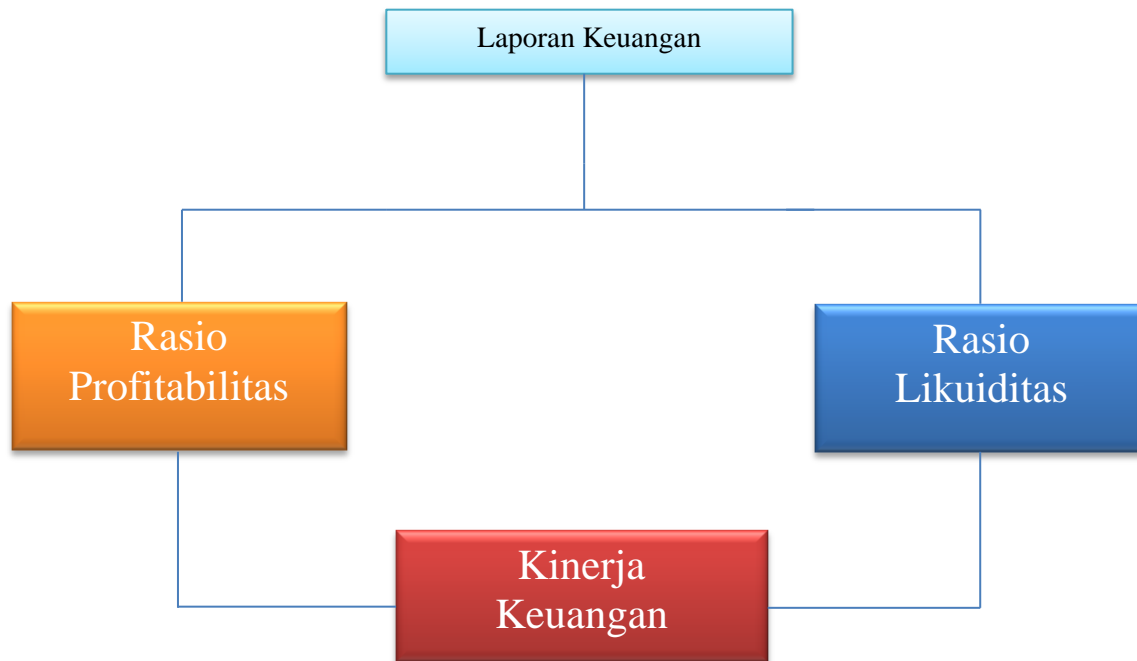 Laporan Keuangan
Rasio
Profitabilitas
Rasio
Likuiditas
Kinerja
Keuangan